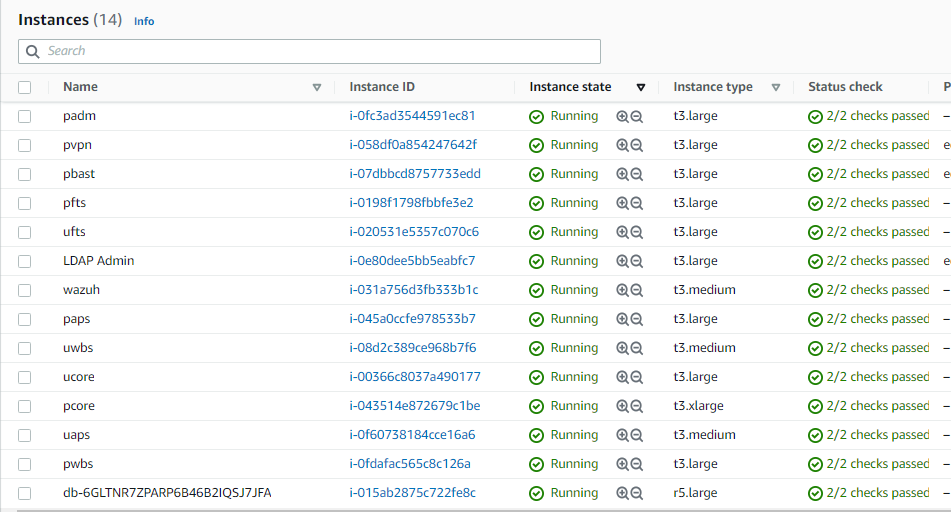 Instances (14) Info
Search
Name Instance ID Instance state Instance type Status check P
padm i-0fc3ad3544591ec81 Running t3.large 2/2 checks passed –
pvpn i-058df0a854247642f Running t3.large 2/2 checks passed e
pbast i-07dbbcd8757733edd Running t3.large 2/2 checks passed e
pfts i-0198f1798fbbfe3e2 Running t3.large 2/2 checks passed –
ufts i-020531e5357c070c6 Running t3.large 2/2 checks passed –
LDAP Admin i-0e80dee5bb5eabfc7 Running t3.large 2/2 checks passed e
wazuh i-031a756d3fb333b1c Running t3.medium 2/2 checks passed –
paps i-045a0ccfe978533b7 Running t3.large 2/2 checks passed –
uwbs i-08d2c389ce968b7f6 Running t3.medium 2/2 checks passed –
ucore i-00366c8037a490177 Running t3.large 2/2 checks passed –
pcore i-043514e872679c1be Running t3.xlarge 2/2 checks passed –
uaps i-0f60738184cce16a6 Running t3.medium 2/2 checks passed –
pwbs i-0fdafac565c8c126a Running t3.large 2/2 checks passed –
db-6GLTNR7ZPARP6B46B2IQSJ7JFA i-015ab2875c722fe8c Running r5.large 2/2 checks passed –